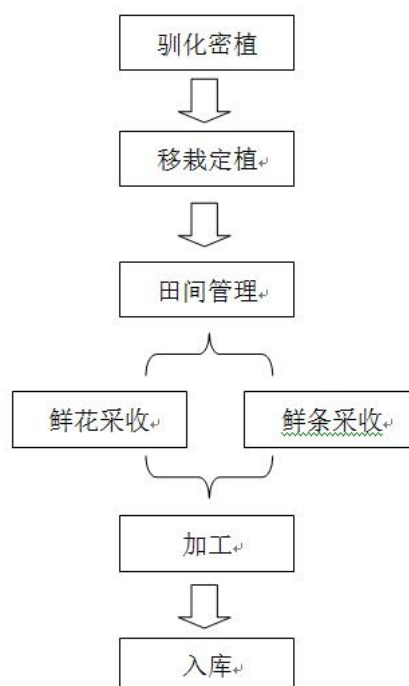 驯化密植
移栽定植
田间管理
鲜花采收
鲜条采收
加工
入库